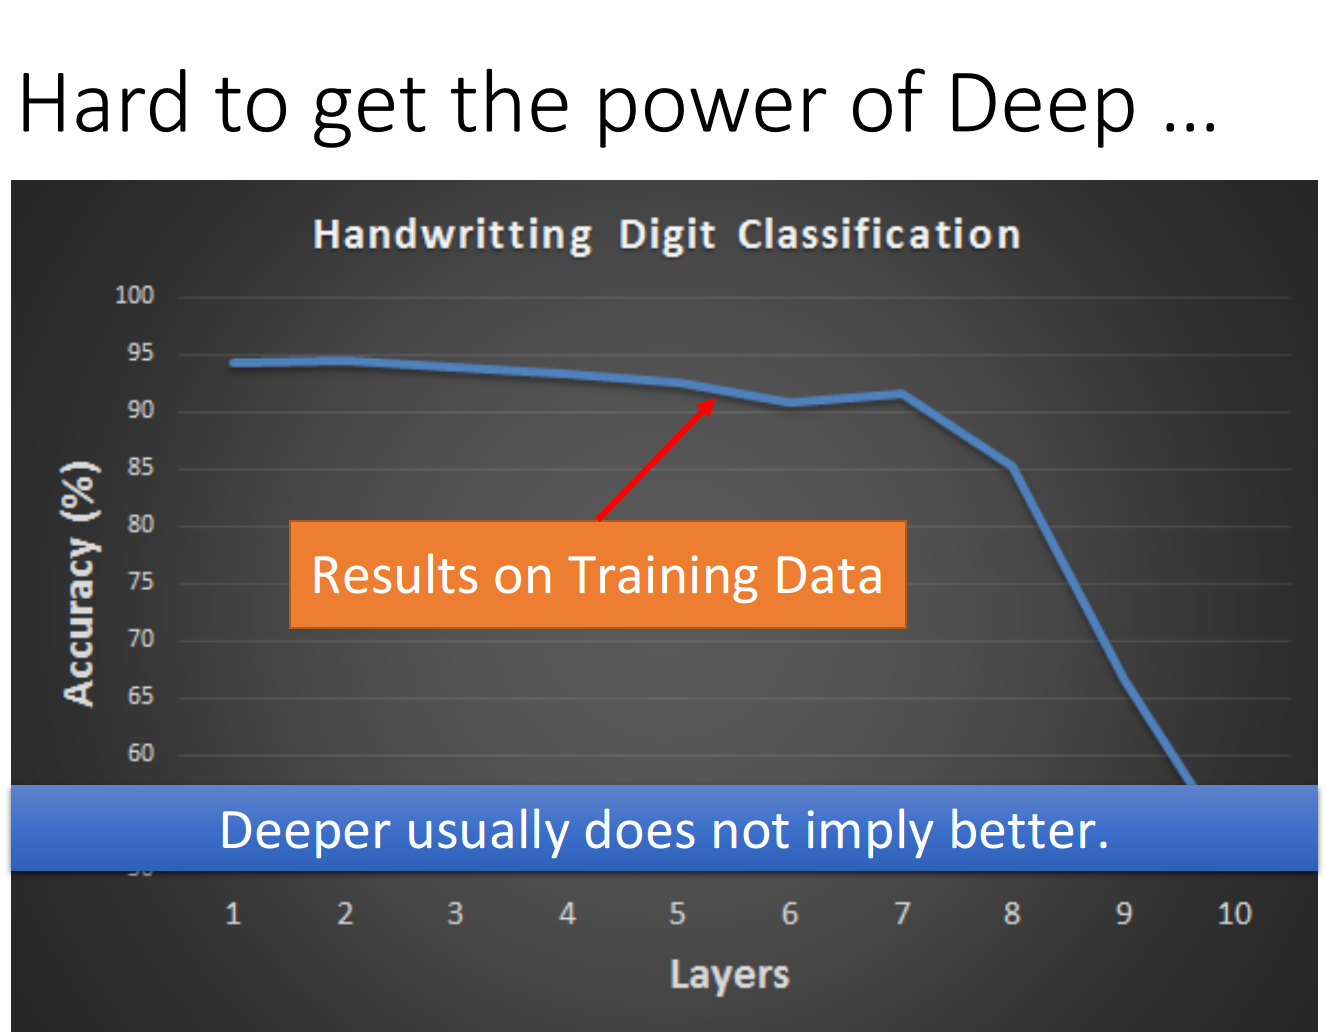 Hard to get the power of Deep ...
Handwritting Digit Classification
100
95
90
85
80
75
70
65
60
Accuracy (%)
Results on Training Data
Deeper usually does not imply better.
1 2 3 4 5 6 7 8 9 10
Layers